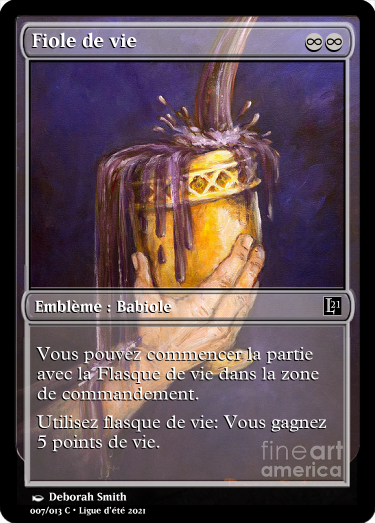 Fiole de vie
∞∞
Emblème : Babiole
L21
Vous pouvez commencer la partie
avec la Flasque de vie dans la zone
de commandement.
Utilisez flasque de vie: Vous gagnez
5 points de vie.
fineart
america
Deborah Smith
007/013 C • Ligue d'été 2021